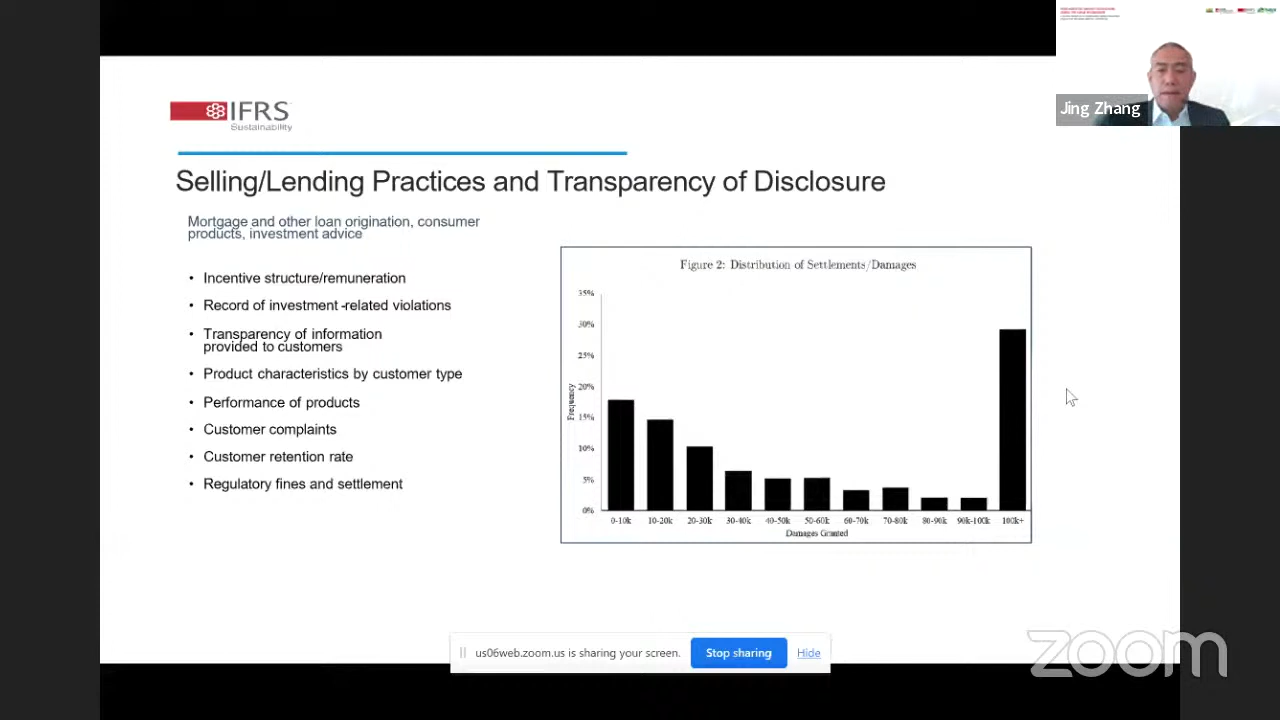 IFRS
Sustainability
Jing Zhang
Selling/Lending Practices and Transparency of Disclosure
Mortgage and other loan origination, consumer
products, investment advice
• Incentive structure/remuneration
• Record of investment -related violations
• Transparency of information
provided to customers
• Product characteristics by customer type
• Performance of products
• Customer complaints
• Customer retention rate
• Regulatory fines and settlement
Figure 2: Distribution of Settlements/Damages
35%
30%
25%
20%
15%
10%
5%
0%
Frequency
0-10k 10-20k 20-30k 30-40k 40-50k 50-60k 60-70k 70-80k 80-90k 90k-100k 100k+
Damages Granted
us06web.zoom.us is sharing your screen. Stop sharing Hide
zoom